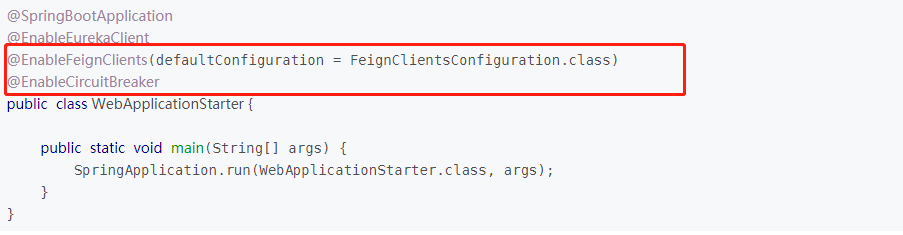 @SpringBootApplication
@EnableEurekaClient
@EnableFeignClients(defaultConfiguration = FeignClientsConfiguration.class)
@EnableCircuitBreaker
public class WebApplicationStarter {
    public static void main(String[] args) {
        SpringApplication.run(WebApplicationStarter.class, args);
    }
}